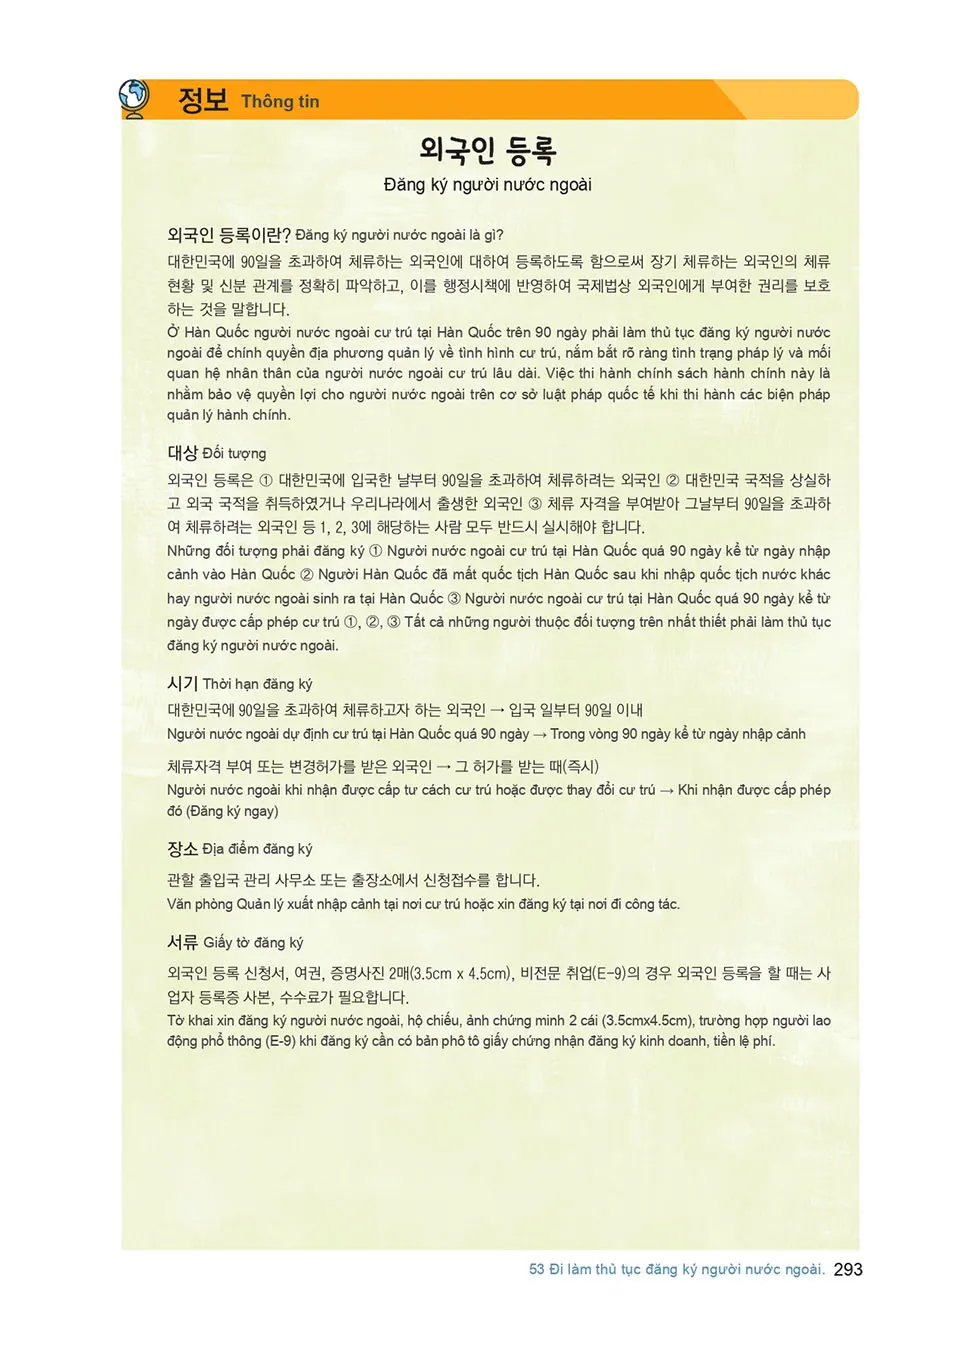 정보 Thông tin
외국인 등록
Đăng ký người nước ngoài
외국인 등록이란? Đăng ký người nước ngoài là gì?
대한민국에 90일을 초과하여 체류하는 외국인에 대하여 등록하도록 함으로써 장기 체류하는 외국인의 체류
현황 및 신분 관계를 정확히 파악하고, 이를 행정시책에 반영하여 국제법상 외국인에게 부여한 권리를 보호
하는 것을 말합니다.
Ở Hàn Quốc người nước ngoài cư trú tại Hàn Quốc trên 90 ngày phải làm thủ tục đăng ký người nước
ngoài để chính quyền địa phương quản lý về tình hình cư trú, nắm bắt rõ ràng tình trạng pháp lý và mối
quan hệ nhân thân của người nước ngoài cư trú lâu dài. Việc thi hành chính sách hành chính này là
nhằm bảo vệ quyền lợi cho người nước ngoài trên cơ sở luật pháp quốc tế khi thi hành các biện pháp
quản lý hành chính.
대상 Đối tượng
외국인 등록은 ① 대한민국에 입국한 날부터 90일을 초과하여 체류하려는 외국인 ② 대한민국 국적을 상실하
고 외국 국적을 취득하였거나 우리나라에서 출생한 외국인 ③ 체류 자격을 부여받아 그날부터 90일을 초과하
여 체류하려는 외국인 등 1, 2, 3에 해당하는 사람 모두 반드시 실시해야 합니다.
Những đối tượng phải đăng ký ① Người nước ngoài cư trú tại Hàn Quốc quá 90 ngày kể từ ngày nhập
cảnh vào Hàn Quốc ② Người Hàn Quốc đã mất quốc tịch Hàn Quốc sau khi nhập quốc tịch nước khác
hay người nước ngoài sinh ra tại Hàn Quốc ③ Người nước ngoài cư trú tại Hàn Quốc quá 90 ngày kể từ
ngày được cấp phép cư trú ①, ②, ③ Tất cả những người thuộc đối tượng trên nhất thiết phải làm thủ tục
đăng ký người nước ngoài.
시기 Thời hạn đăng ký
대한민국에 90일을 초과하여 체류하고자 하는 외국인 → 입국 일부터 90일 이내
Người nước ngoài dự định cư trú tại Hàn Quốc quá 90 ngày → Trong vòng 90 ngày kể từ ngày nhập cảnh
체류자격 부여 또는 변경허가를 받은 외국인 → 그 허가를 받는 때(즉시)
Người nước ngoài khi nhận được cấp tư cách cư trú hoặc được thay đổi cư trú → Khi nhận được cấp phép
đó (Đăng ký ngay)
장소 Địa điểm đăng ký
관할 출입국 관리 사무소 또는 출장소에서 신청접수를 합니다.
Văn phòng Quản lý xuất nhập cảnh tại nơi cư trú hoặc xin đăng ký tại nơi đi công tác.
서류 Giấy tờ đăng ký
외국인 등록 신청서, 여권, 증명사진 2매(3.5cm x 4.5cm), 비전문 취업(E-9)의 경우 외국인 등록을 할 때는 사
업자 등록증 사본, 수수료가 필요합니다.
Tờ khai xin đăng ký người nước ngoài, hộ chiếu, ảnh chứng minh 2 cái (3.5cmx4.5cm), trường hợp người lao
động phổ thông (E-9) khi đăng ký cần có bản phô tô giấy chứng nhận đăng ký kinh doanh, tiền lệ phí.
53 Đi làm thủ tục đăng ký người nước ngoài. 293